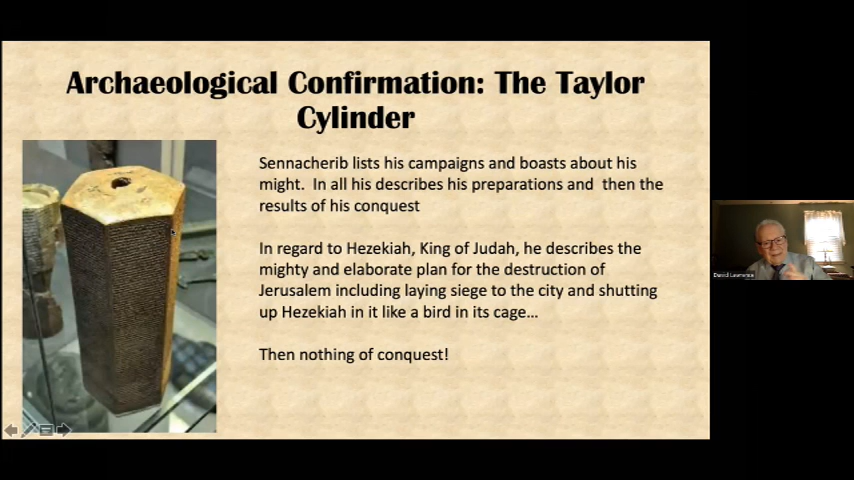 Archaeological Confirmation: The Taylor
Cylinder
Sennacherib lists his campaigns and boasts about his
might. In all his describes his preparations and then the
results of his conquest
In regard to Hezekiah, King of Judah, he describes the
mighty and elaborate plan for the destruction of
Jerusalem including laying siege to the city and shutting
up Hezekiah in it like a bird in its cage...
Then nothing of conquest!
David Lawrence